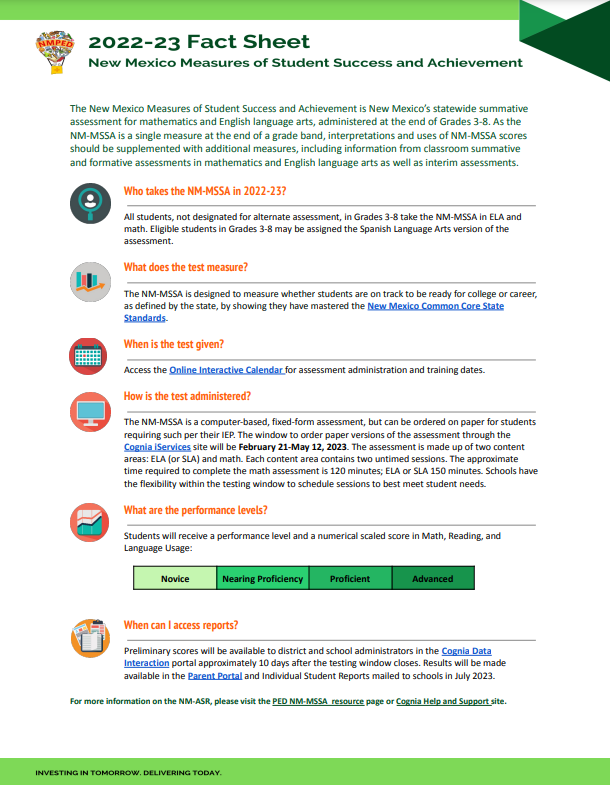 NMPED
2022-23 Fact Sheet
New Mexico Measures of Student Success and Achievement
The New Mexico Measures of Student Success and Achievement is New Mexico's statewide summative
assessment for mathematics and English language arts, administered at the end of Grades 3-8. As the
NM-MSSA is a single measure at the end of a grade band, interpretations and uses of NM-MSSA scores
should be supplemented with additional measures, including information from classroom summative
and formative assessments in mathematics and English language arts as well as interim assessments.
Who takes the NM-MSSA in 2022-23?
All students, not designated for alternate assessment, in Grades 3-8 take the NM-MSSA in ELA and
math. Eligible students in Grades 3-8 may be assigned the Spanish Language Arts version of the
assessment.
What does the test measure?
The NM-MSSA is designed to measure whether students are on track to be ready for college or career,
as defined by the state, by showing they have mastered the New Mexico Common Core State
Standards.
When is the test given?
Access the Online Interactive Calendar for assessment administration and training dates.
How is the test administered?
The NM-MSSA is a computer-based, fixed-form assessment, but can be ordered on paper for students
requiring such per their IEP. The window to order paper versions of the assessment through the
Cognia iServices site will be February 21-May 12, 2023. The assessment is made up of two content
areas: ELA (or SLA) and math. Each content area contains two untimed sessions. The approximate
time required to complete the math assessment is 120 minutes; ELA or SLA 150 minutes. Schools have
the flexibility within the testing window to schedule sessions to best meet student needs.
What are the performance levels?
Students will receive a performance level and a numerical scaled score in Math, Reading, and
Language Usage:
Novice Nearing Proficiency Proficient Advanced
When can I access reports?
Preliminary scores will be available to district and school administrators in the Cognia Data
Interaction portal approximately 10 days after the testing window closes. Results will be made
available in the Parent Portal and Individual Student Reports mailed to schools in July 2023.
For more information on the NM-ASR, please visit the PED NM-MSSA resource page or Cognia Help and Support site.
INVESTING IN TOMORROW. DELIVERING TODAY.